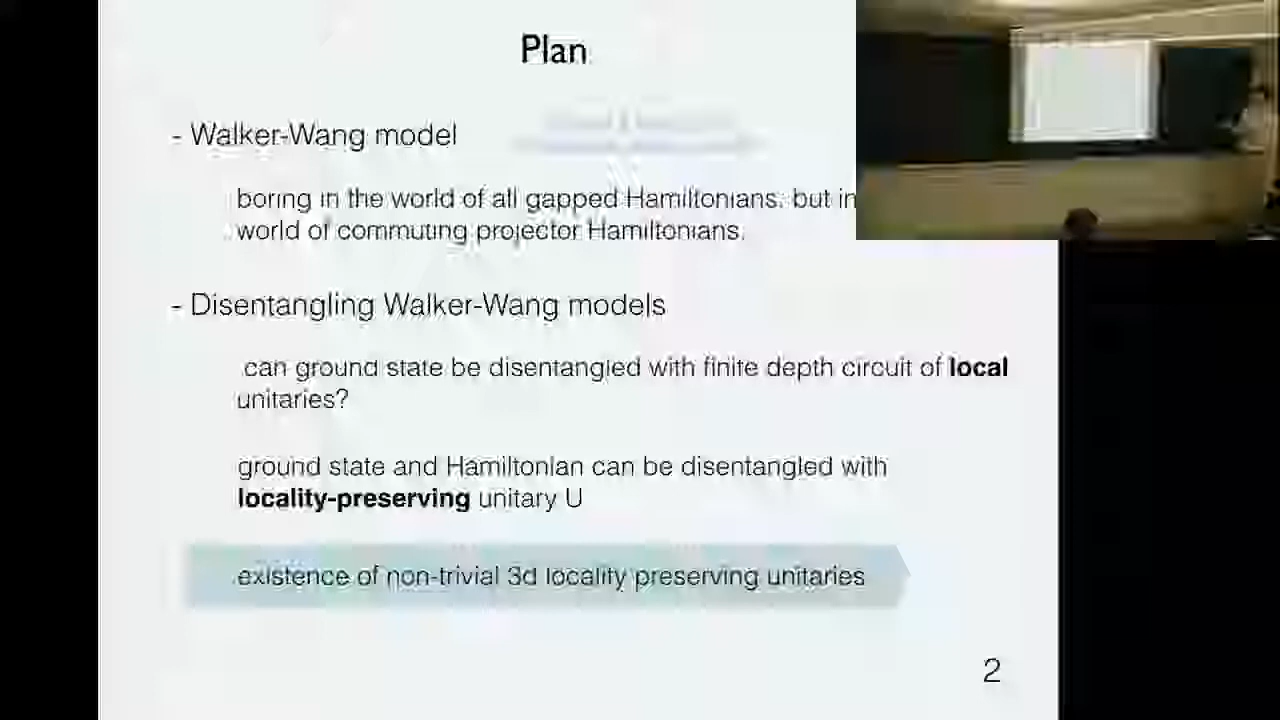 Plan
- Walker-Wang model
boring in the world of all gapped Hamiltonians, but in
world of commuting projector Hamiltonians.
- Disentangling Walker-Wang models
can ground state be disentangled with finite depth circuit of local
unitaries?
ground state and Hamiltonian can be disentangled with
locality-preserving unitary U
existence of non-trivial 3d locality preserving unitaries
2